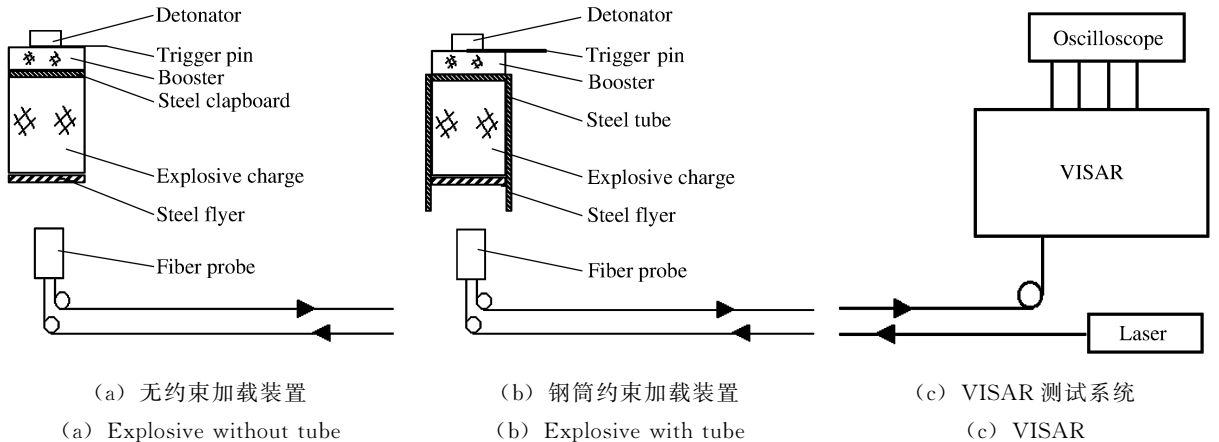 Detonator
Trigger pin
Booster
Steel clapboard
Explosive charge
Steel flyer
Fiber probe
(a) 无约束加载装置
(a) Explosive without tube
Detonator
Trigger pin
Booster
Steel tube
Explosive charge
Steel flyer
Fiber probe
(b) 钢筒约束加载装置
(b) Explosive with tube
Oscilloscope
VISAR
Laser
(c) VISAR 测试系统
(c) VISAR